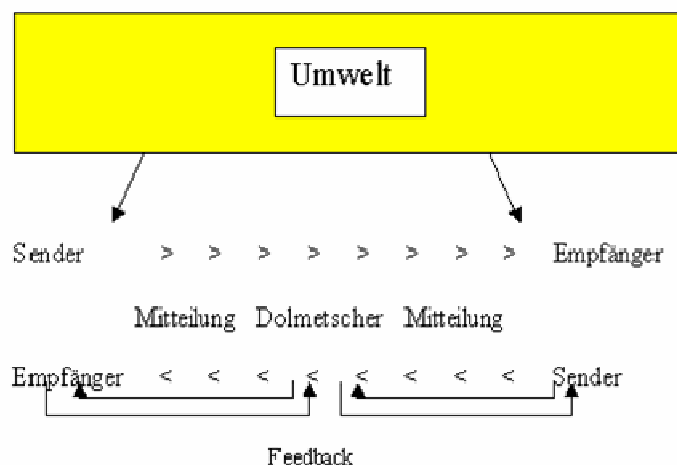 Umwelt
Sender > > > > > > > > Empfänger
Mitteilung Dolmetscher Mitteilung
Empfänger < < < < < < < < Sender
Feedback